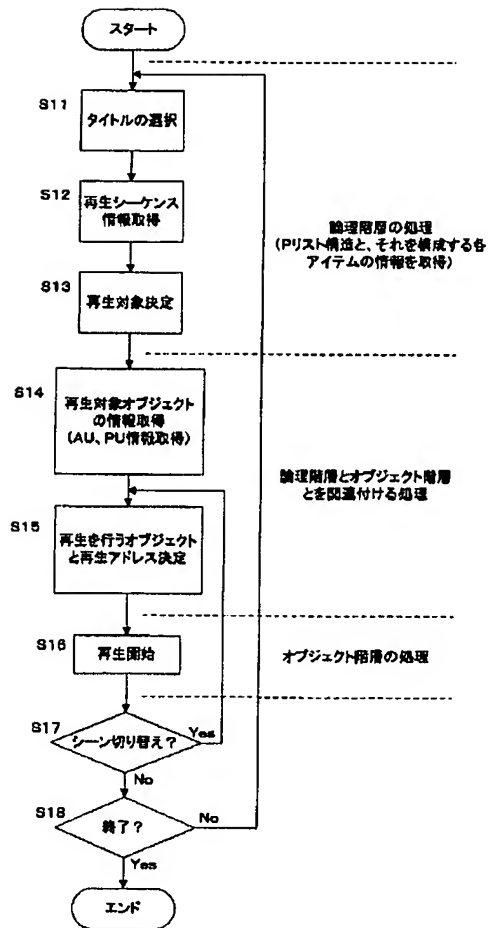 スタート
S11
タイトルの選択
S12
再生シーケンス
情報取得
論理階層の処理
(Pリスト構造と、それを構成する各
アイテムの情報を取得)
S13
再生対象決定
S14
再生対象オブジェクト
の情報取得
(AU、PU情報取得)
論理階層とオブジェクト階層
とを関連付ける処理
S15
再生を行うオブジェクト
と再生アドレス決定
S16
再生開始
オブジェクト階層の処理
S17
シーン切り替え?
Yes
No
S18
終了?
No
Yes
エンド